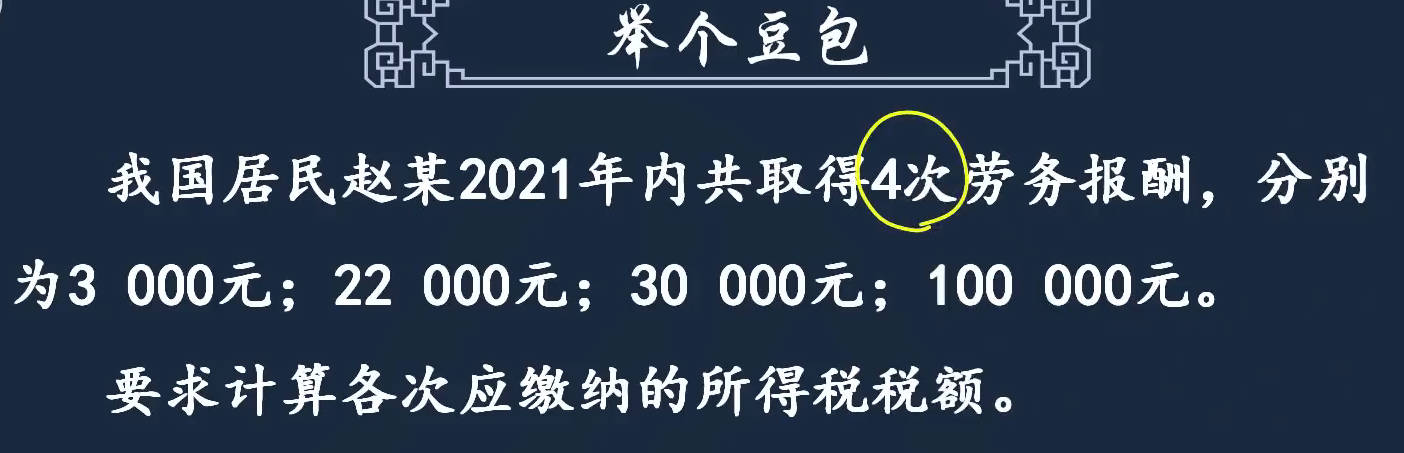 举个豆包
我国居民赵某2021年内共取得4次劳务报酬，分别
为3 000元；22 000元；30 000元；100 000元。
要求计算各次应缴纳的所得税税额。